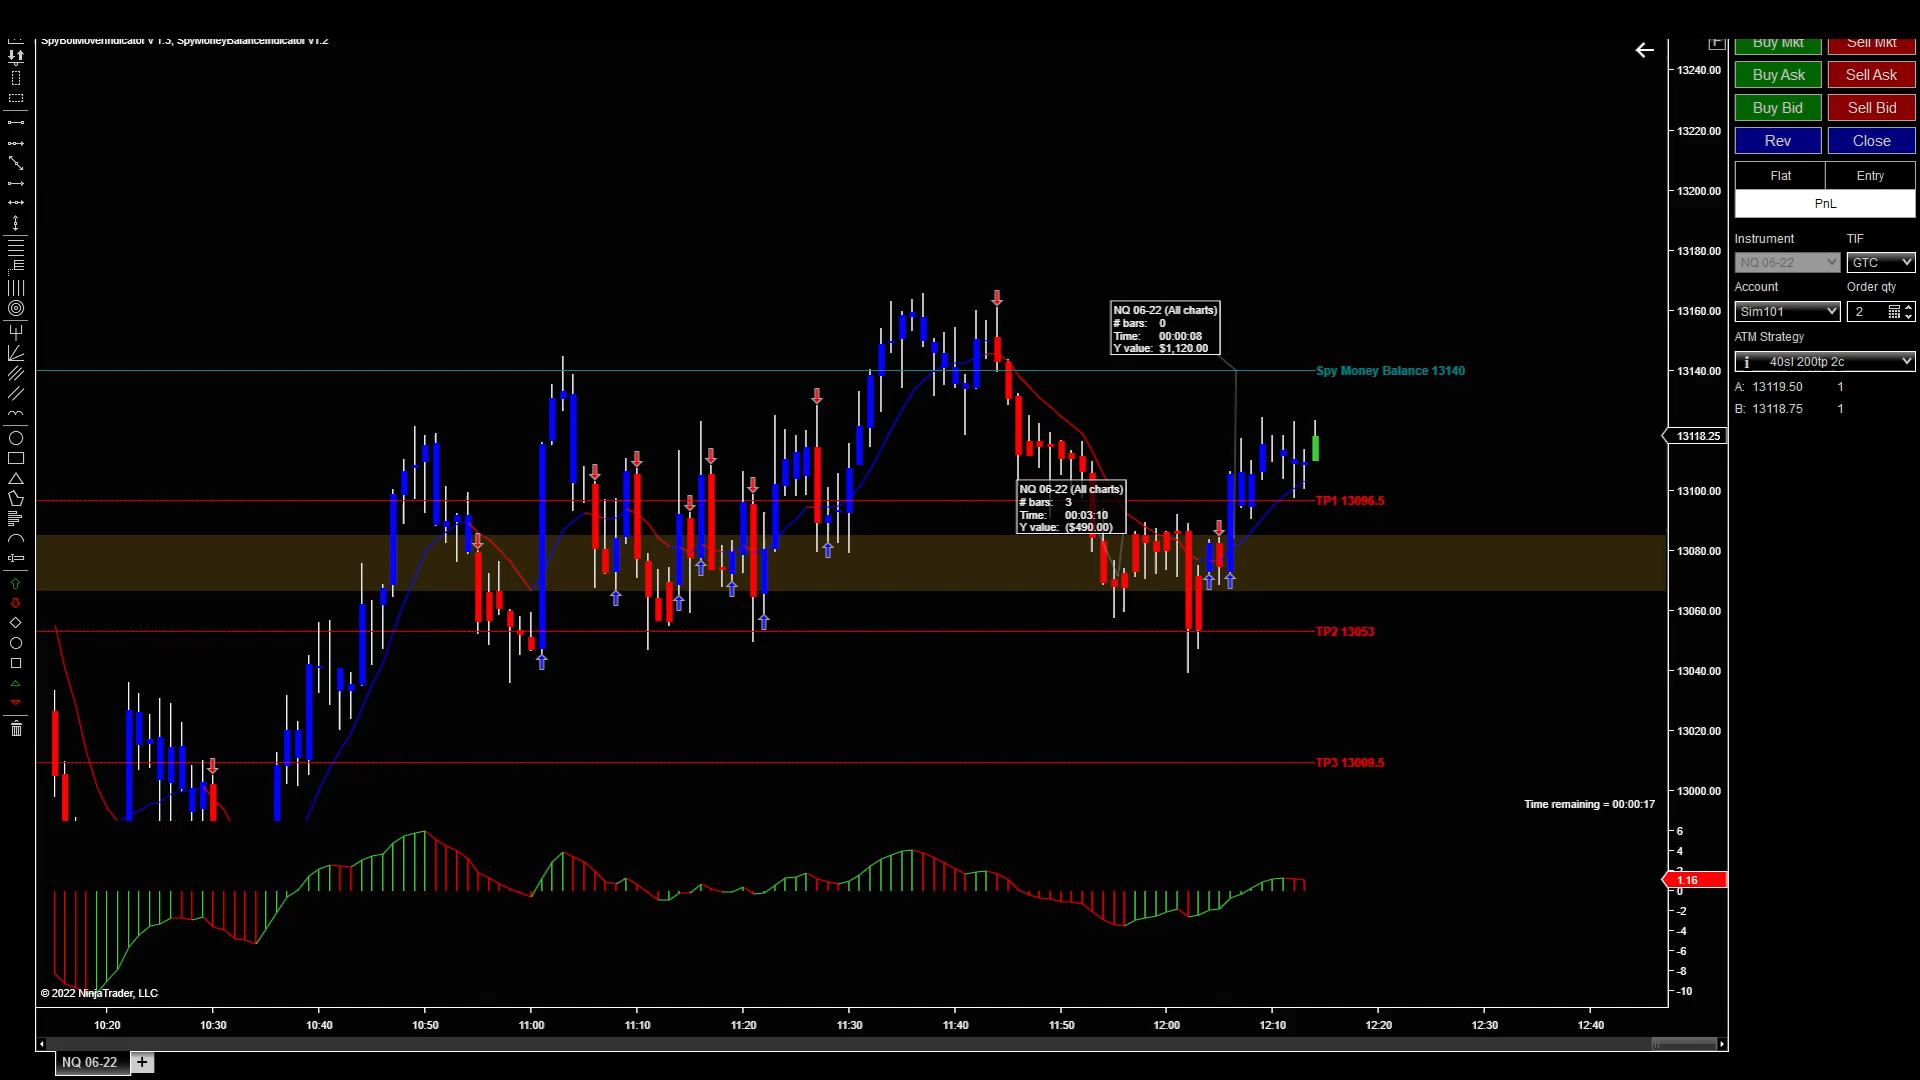 SpyBotMoverIndicator v 1.3, SpyMoneyBalanceIndicator v1.2
F
Buy Mkt
Sell Mkt
Buy Ask
Sell Ask
Buy Bid
Sell Bid
Rev
Close
Flat
Entry
PnL
Instrument
TIF
NQ 06-22
GTC
Account
Order qty
Sim101
2
ATM Strategy
i 40sl 200tp 2c
A: 13119.50 1
B: 13118.75 1
13240.00
13220.00
13200.00
13180.00
13160.00
13140.00
13118.25
13100.00
13080.00
13060.00
13040.00
13020.00
13000.00
NQ 06-22 (All charts)
# bars: 0
Time: 00:00:08
Y value: $1,120.00
Spy Money Balance 13140
NQ 06-22 (All charts)
# bars: 3
Time: 00:03:10
Y value: ($490.00)
TP1 13096.5
TP2 13053
TP3 13009.5
Time remaining = 00:00:17
6
4
2
1.16
0
-2
-4
-6
-8
-10
© 2022 NinjaTrader, LLC
10:20
10:30
10:40
10:50
11:00
11:10
11:20
11:30
11:40
11:50
12:00
12:10
12:20
12:30
12:40
NQ 06-22
+